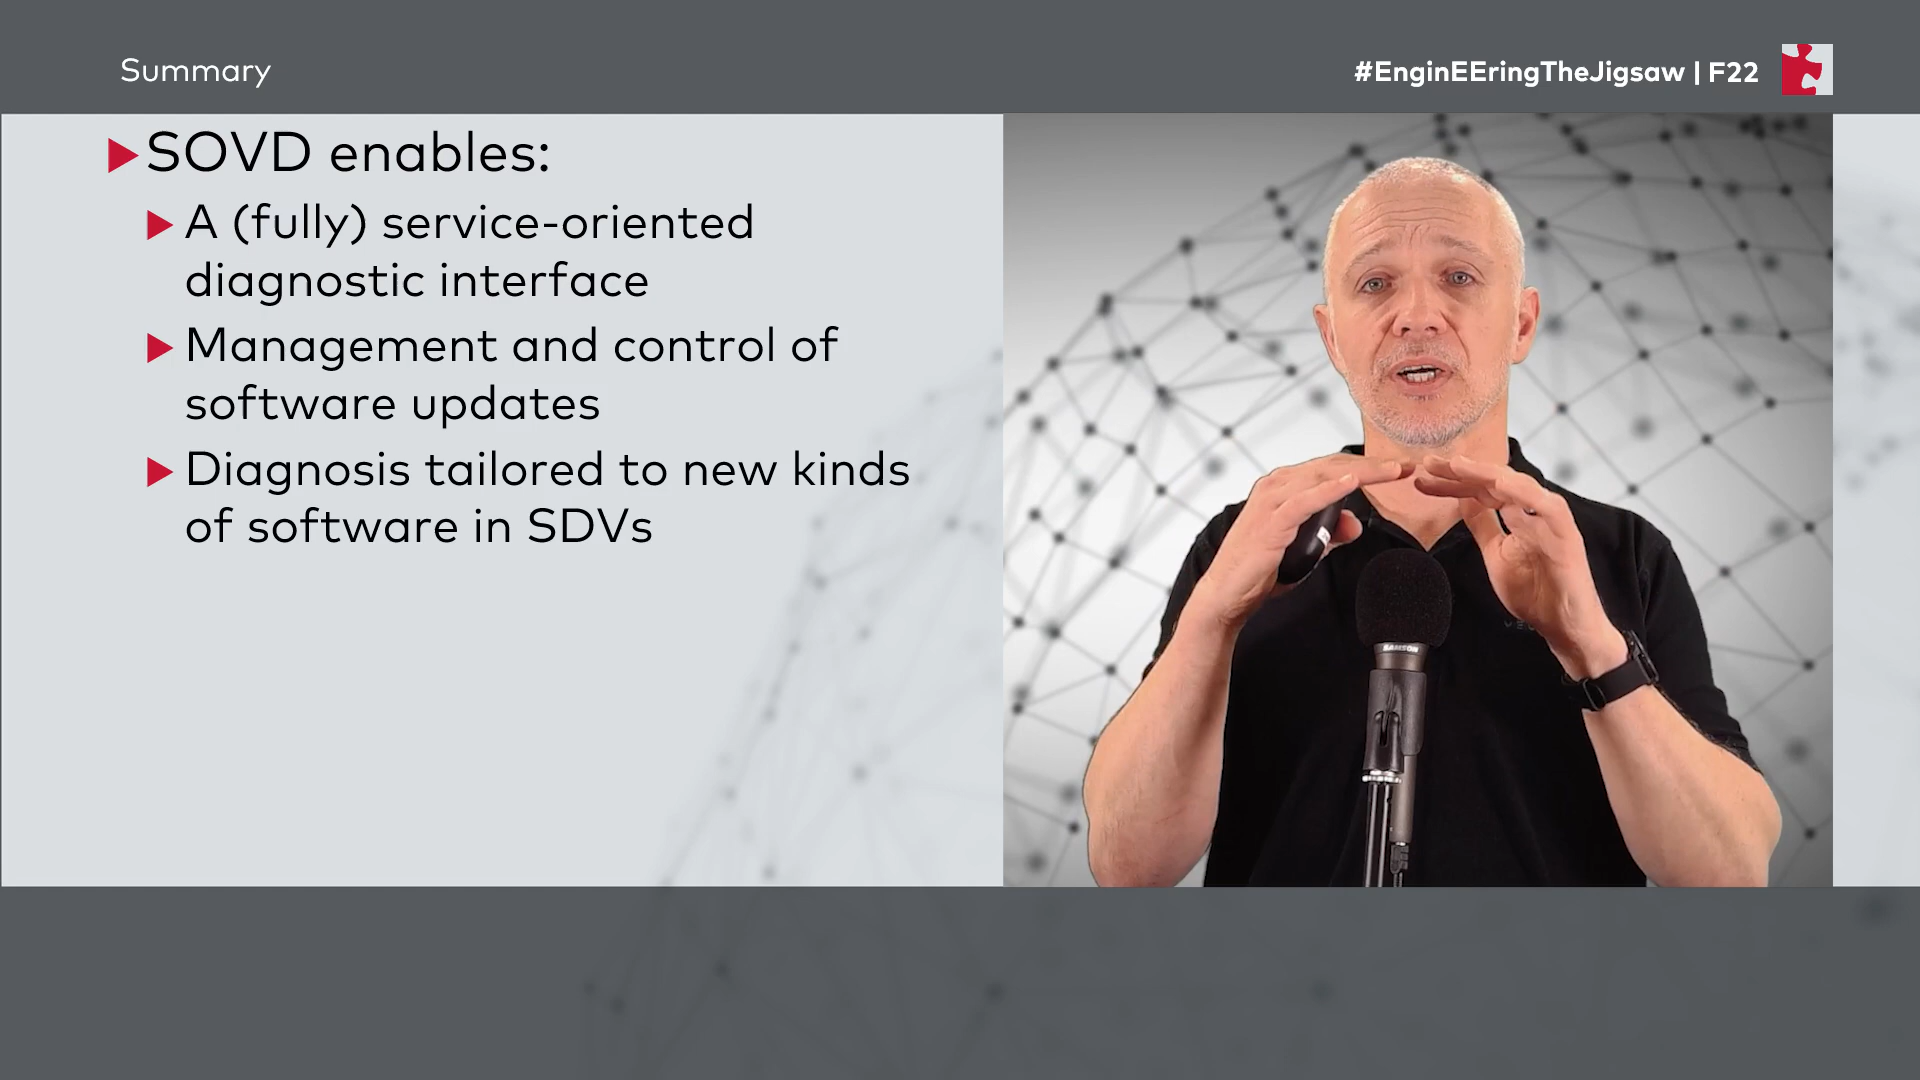 Summary
#EnginEEringTheJigsaw | F22
SOVD enables:
A (fully) service-oriented
diagnostic interface
Management and control of
software updates
Diagnosis tailored to new kinds
of software in SDVs
SAMSON